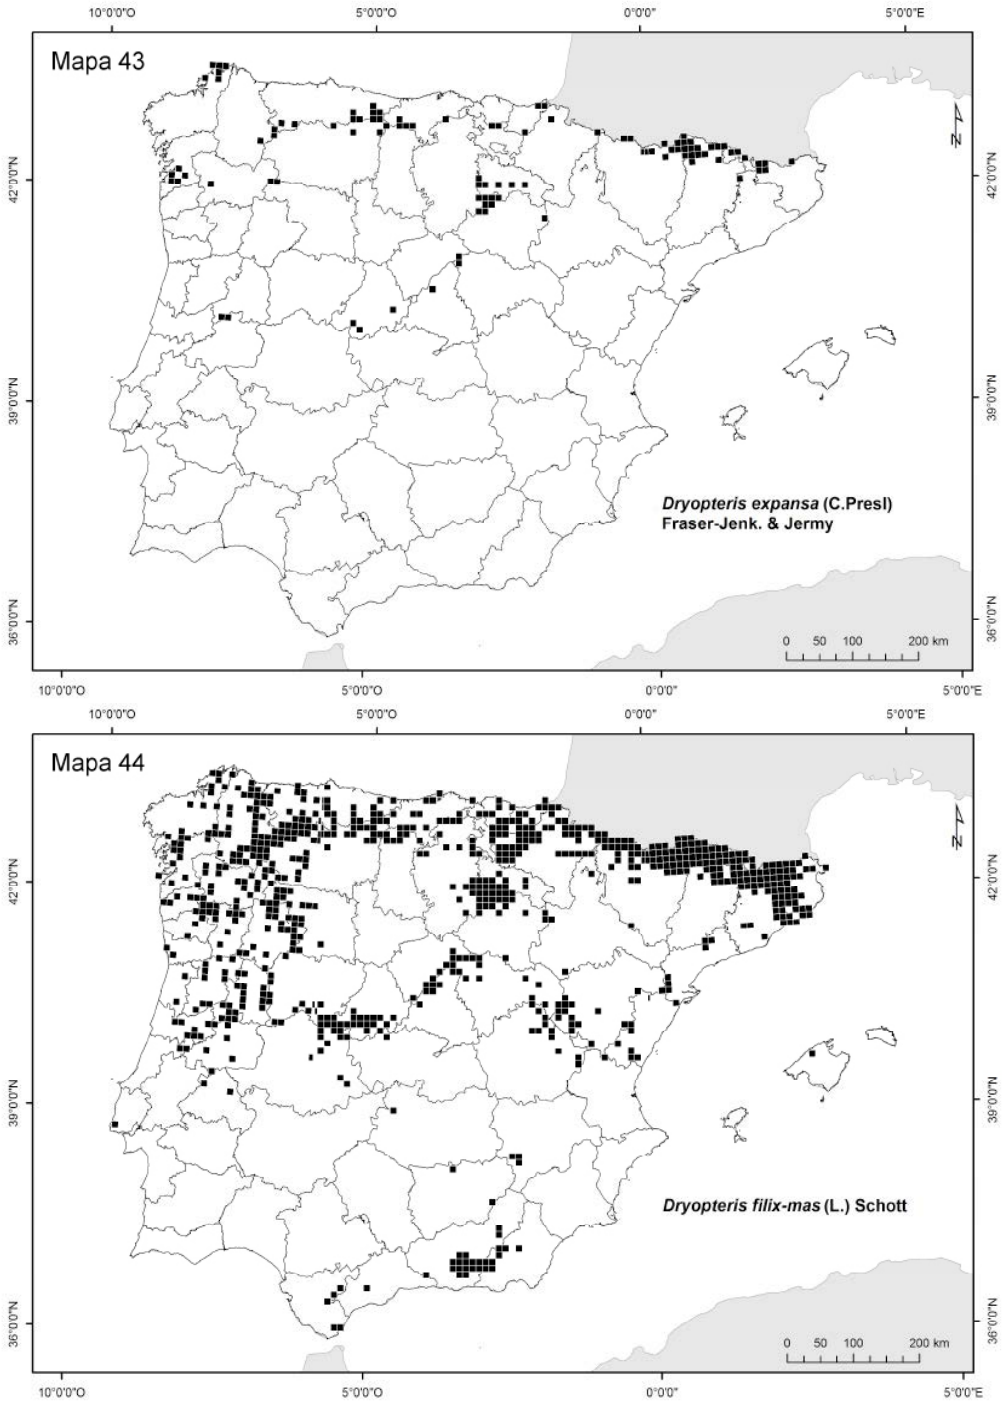 10°0'0"O 5°0'0"O 0°0'0" 5°0'0"E
Mapa 43
42°0'0"N 42°0'0"N
39°0'0"N 39°0'0"N
N
Dryopteris expansa (C.Presl)
Fraser-Jenk. & Jermy
36°0'0"N 36°0'0"N
0 50 100 200 km
10°0'0"O 5°0'0"O 0°0'0" 5°0'0"E
10°0'0"O 5°0'0"O 0°0'0" 5°0'0"E
Mapa 44
N
42°0'0"N 42°0'0"N
39°0'0"N 39°0'0"N
Dryopteris filix-mas (L.) Schott
36°0'0"N 36°0'0"N
0 50 100 200 km
10°0'0"O 5°0'0"O 0°0'0" 5°0'0"E